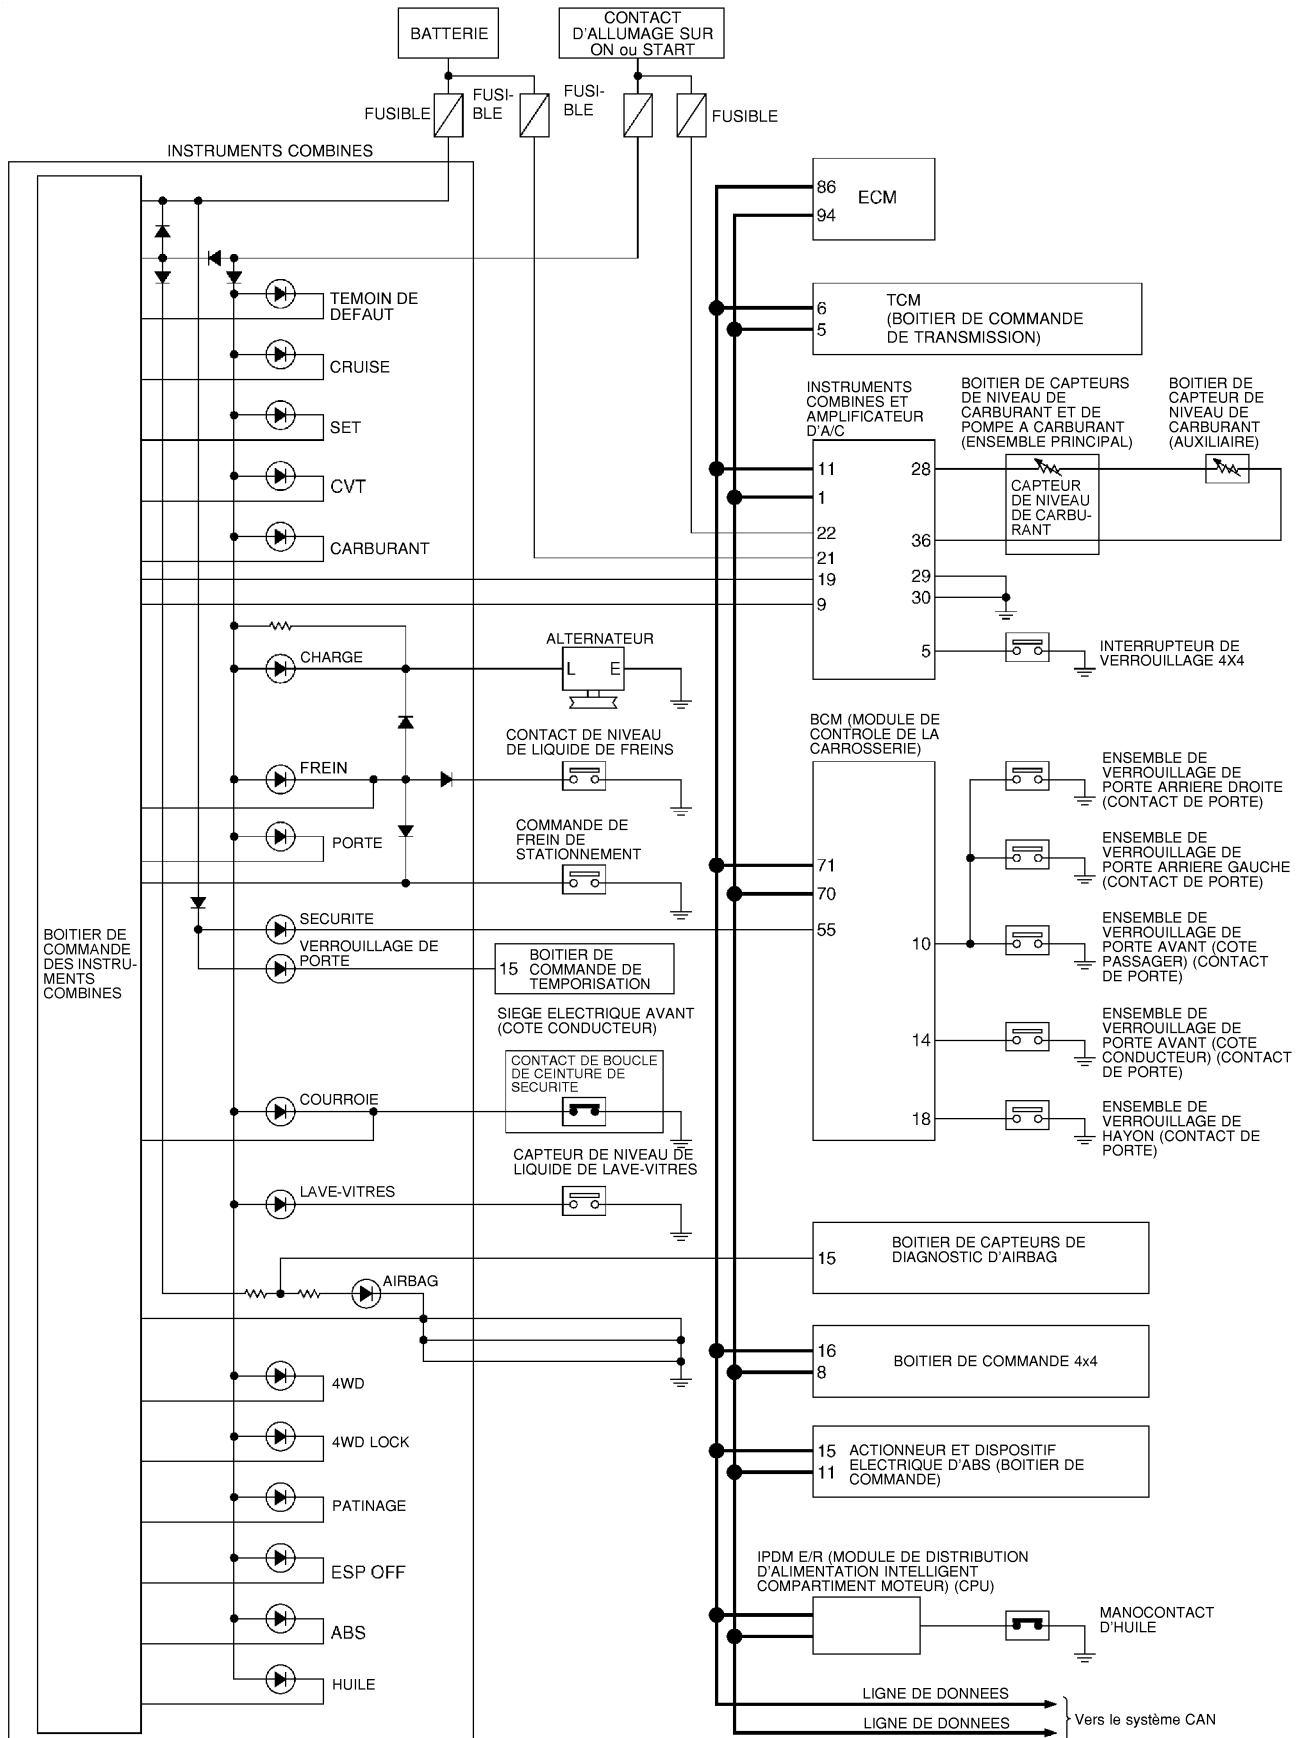 BATTERIE
CONTACT
D'ALLUMAGE SUR
ON ou START
FUSIBLE
FUSI-
BLE
FUSI-
BLE
FUSIBLE
INSTRUMENTS COMBINES
BOITIER DE
COMMANDE
DES INSTRU-
MENTS
COMBINES
TEMOIN DE
DEFAUT
CRUISE
SET
CVT
CARBURANT
CHARGE
FREIN
PORTE
SECURITE
VERROUILLAGE DE
PORTE
COURROIE
LAVE-VITRES
AIRBAG
4WD
4WD LOCK
PATINAGE
ESP OFF
ABS
HUILE
ALTERNATEUR
L
E
CONTACT DE NIVEAU
DE LIQUIDE DE FREINS
COMMANDE DE
FREIN DE
STATIONNEMENT
15
BOITIER DE
COMMANDE DE
TEMPORISATION
SIEGE ELECTRIQUE AVANT
(COTE CONDUCTEUR)
CONTACT DE BOUCLE
DE CEINTURE DE
SECURITE
CAPTEUR DE NIVEAU DE
LIQUIDE DE LAVE-VITRES
86
94
ECM
6
5
TCM
(BOITIER DE COMMANDE
DE TRANSMISSION)
INSTRUMENTS
COMBINES ET
AMPLIFICATEUR
D'A/C
11
1
22
21
19
9
28
36
29
30
5
BOITIER DE CAPTEURS
DE NIVEAU DE
CARBURANT ET DE
POMPE A CARBURANT
(ENSEMBLE PRINCIPAL)
CAPTEUR
DE NIVEAU
DE CARBU-
RANT
BOITIER DE
CAPTEUR DE
NIVEAU DE
CARBURANT
(AUXILIAIRE)
INTERRUPTEUR DE
VERROUILLAGE 4X4
BCM (MODULE DE
CONTROLE DE LA
CARROSSERIE)
71
70
55
10
14
18
ENSEMBLE DE
VERROUILLAGE DE
PORTE ARRIERE DROITE
(CONTACT DE PORTE)
ENSEMBLE DE
VERROUILLAGE DE
PORTE ARRIERE GAUCHE
(CONTACT DE PORTE)
ENSEMBLE DE
VERROUILLAGE DE
PORTE AVANT (COTE
PASSAGER) (CONTACT
DE PORTE)
ENSEMBLE DE
VERROUILLAGE DE
PORTE AVANT (COTE
CONDUCTEUR) (CONTACT
DE PORTE)
ENSEMBLE DE
VERROUILLAGE DE
HAYON (CONTACT DE
PORTE)
15
BOITIER DE CAPTEURS DE
DIAGNOSTIC D'AIRBAG
16
8
BOITIER DE COMMANDE 4x4
15
11
ACTIONNEUR ET DISPOSITIF
ELECTRIQUE D'ABS (BOITIER DE
COMMANDE)
IPDM E/R (MODULE DE DISTRIBUTION
D'ALIMENTATION INTELLIGENT
COMPARTIMENT MOTEUR) (CPU)
MANOCONTACT
D'HUILE
LIGNE DE DONNEES
LIGNE DE DONNEES
Vers le système CAN